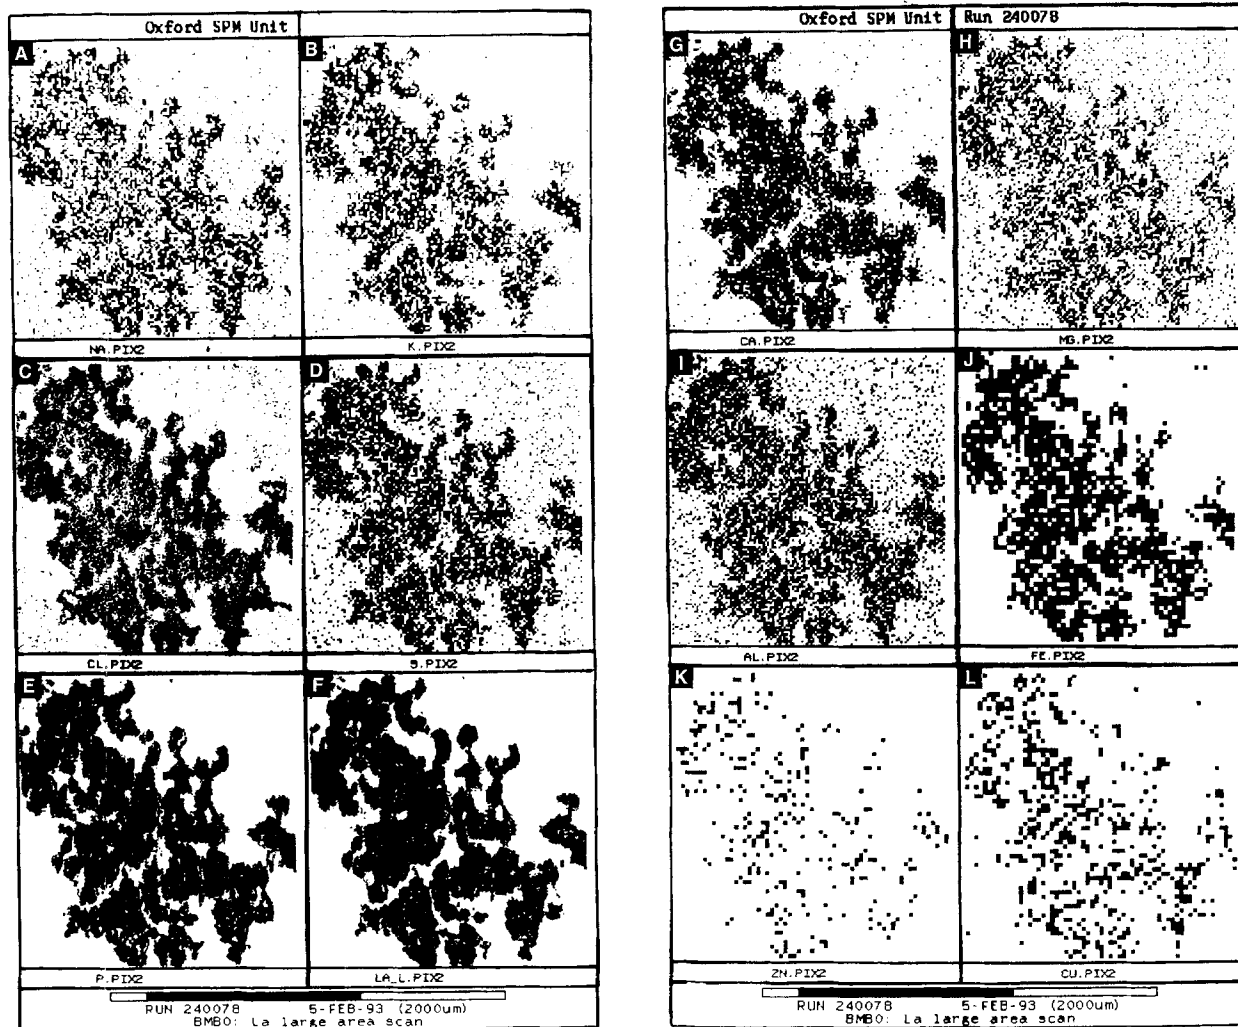 Oxford SPM Unit
A
B
NA.PIX2
K.PIX2
C
D
CL.PIX2
S.PIX2
E
F
P.PIX2
LA_L.PIX2
RUN 240078 5-FEB-93 (2000um)
BMB0: La large area scan
Oxford SPM Unit Run 240078
G
H
CA.PIX2
MG.PIX2
I
J
AL.PIX2
FE.PIX2
K
L
ZN.PIX2
CU.PIX2
RUN 240078 5-FEB-93 (2000um)
BMB0: La large area scan